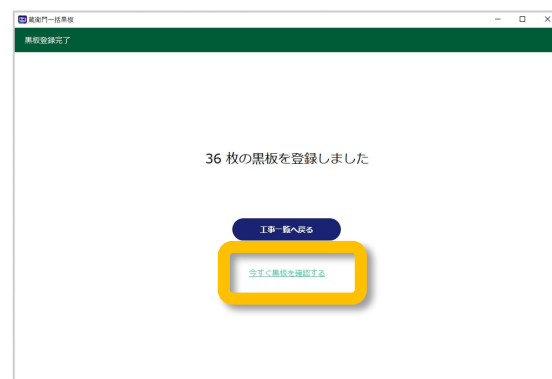 蔵衛門一括黒板
黒板登録完了
36 枚の黒板を登録しました
工事一覧へ戻る
今すぐ黒板を確認する